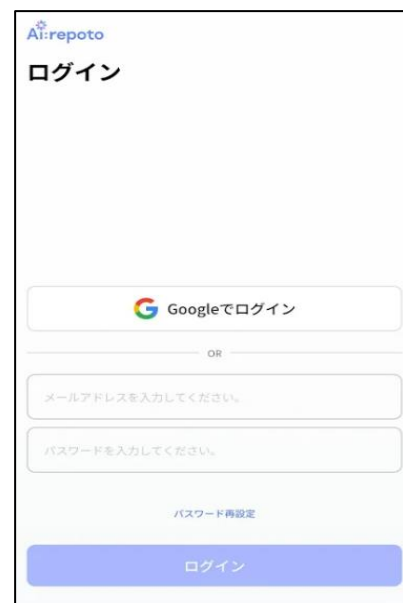 Ai:repoto
ログイン
Googleでログイン
OR
メールアドレスを入力してください。
パスワードを入力してください。
パスワード再設定
ログイン